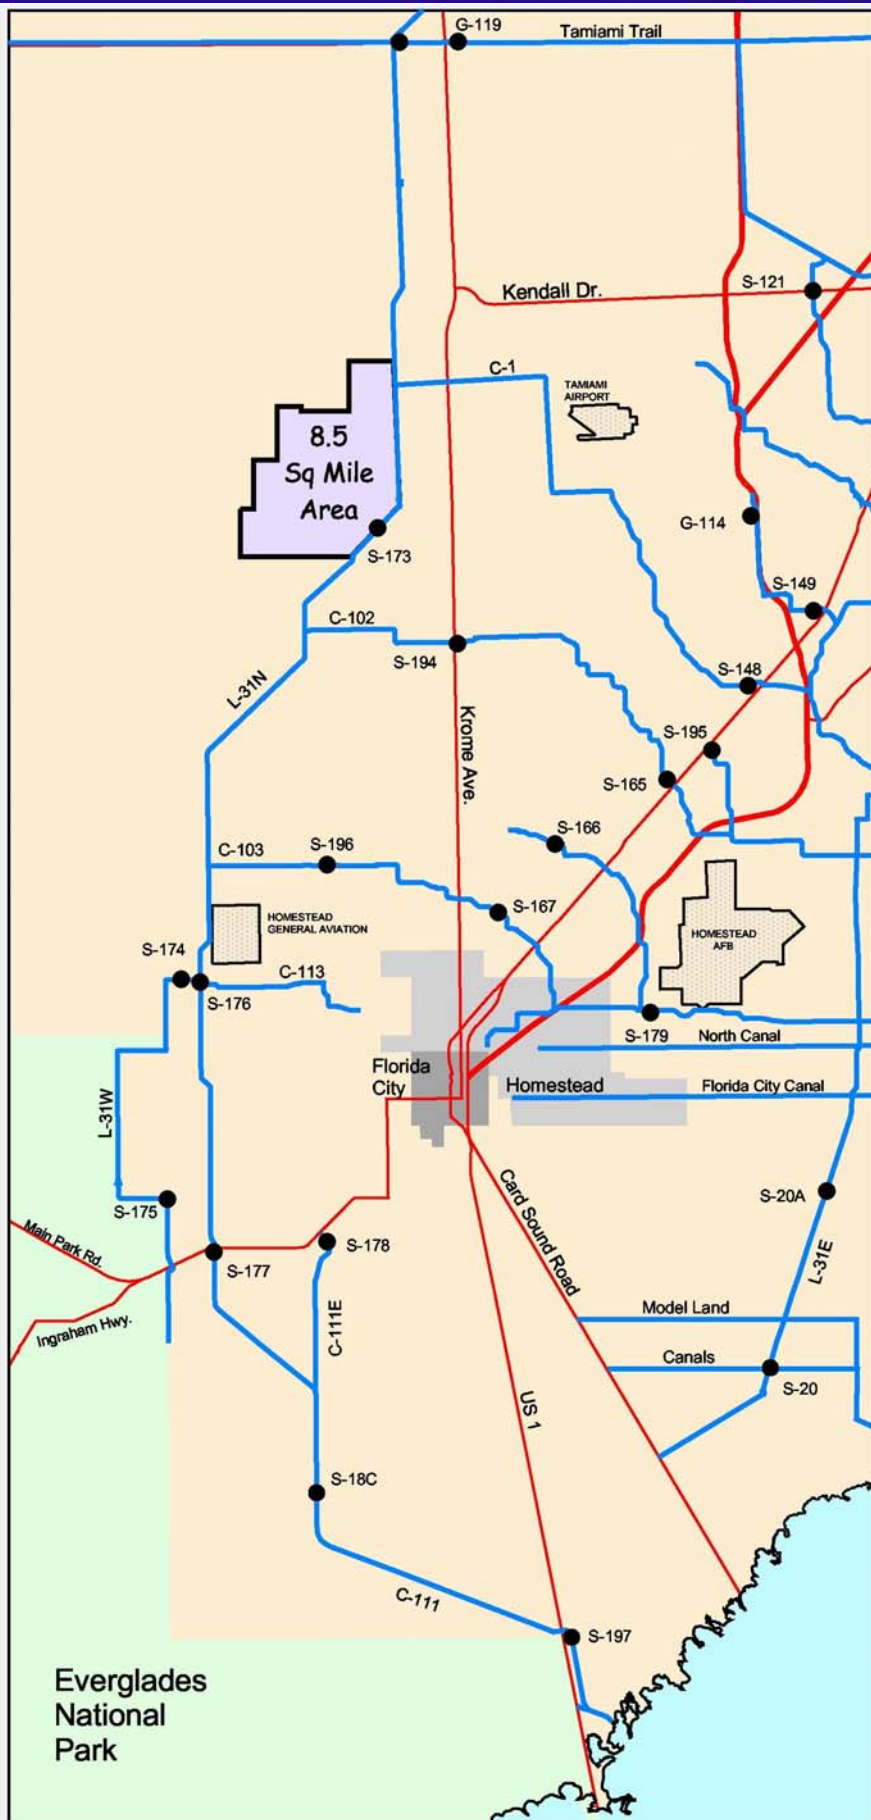 G-119
Tamiami Trail
S-121
Kendall Dr.
C-1
TAMIAMI
AIRPORT
8.5
Sq Mile
Area
G-114
S-173
S-149
C-102
S-194
S-148
L-31N
Krome Ave.
S-195
S-165
S-166
C-103
S-196
S-167
HOMESTEAD
GENERAL AVIATION
HOMESTEAD
AFB
S-174
C-113
S-176
S-179
North Canal
Florida
City
Homestead
Florida City Canal
L-31W
S-175
Card Sound Road
S-20A
Main Park Rd.
S-178
S-177
L-31E
Ingraham Hwy.
C-111E
Model Land
Canals
S-20
US 1
S-18C
C-111
S-197
Everglades
National
Park